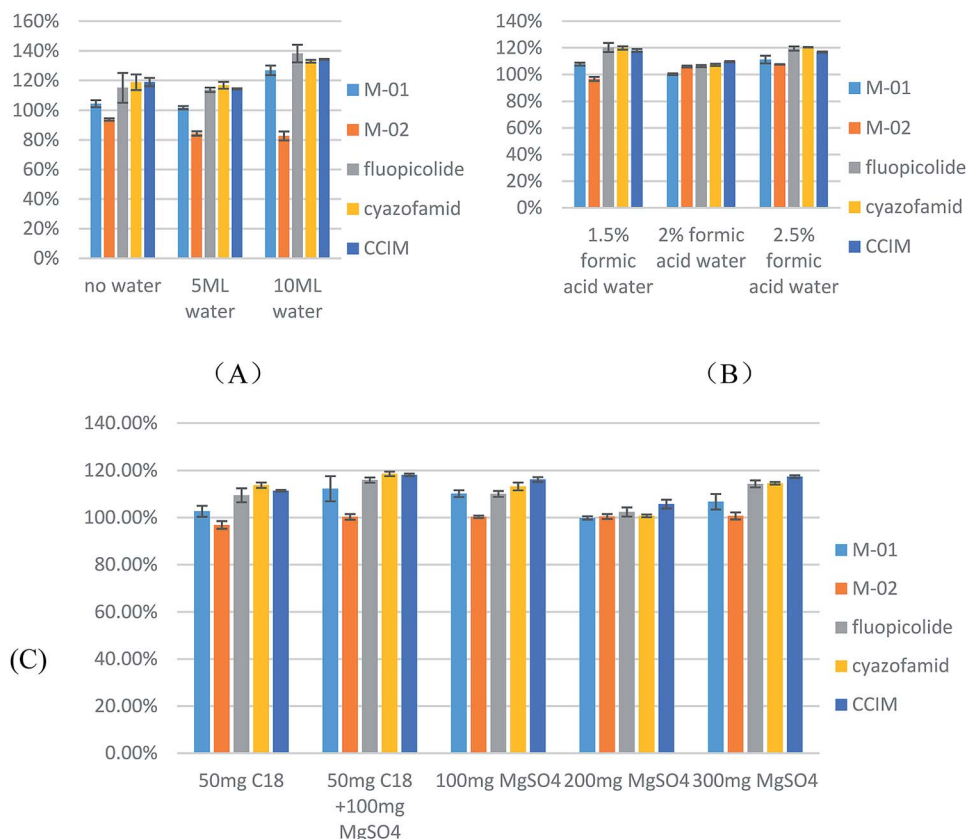 160%
140%
120%
100%
80%
60%
40%
20%
0%
no water
5ML
water
10ML
water
M-01
M-02
fluopicolide
cyazofamid
CCIM
(A)
140%
120%
100%
80%
60%
40%
20%
0%
1.5%
formic
acid water
2% formic
acid water
2.5%
formic
acid water
M-01
M-02
fluopicolide
cyazofamid
CCIM
(B)
140.00%
120.00%
100.00%
80.00%
60.00%
40.00%
20.00%
0.00%
50mg C18
50mg C18
+100mg
MgSO4
100mg MgSO4
200mg MgSO4
300mg MgSO4
M-01
M-02
fluopicolide
cyazofamid
CCIM
(C)